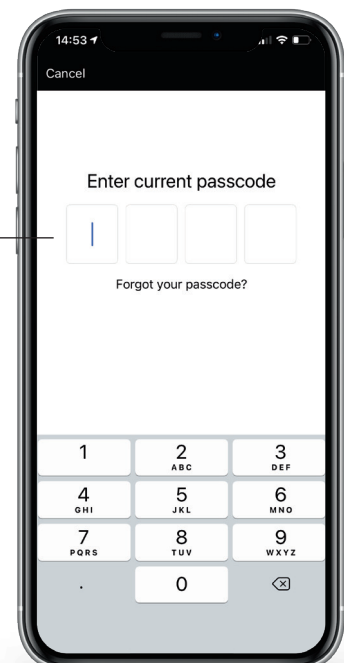 14:53
Cancel
Enter current passcode
Forgot your passcode?
1 2 3
ABC DEF
4 5 6
GHI JKL MNO
7 8 9
PQRS TUV WXYZ
. 0